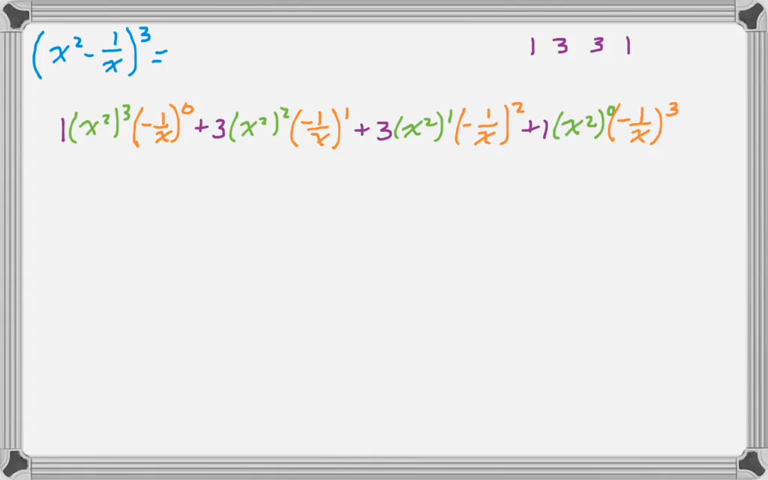 (x² - 1/x)³ =
1 3 3 1
1(x²)³(-1/x)⁰ + 3(x²)²(-1/x)¹ + 3(x²)¹(-1/x)² + 1(x²)⁰(-1/x)³